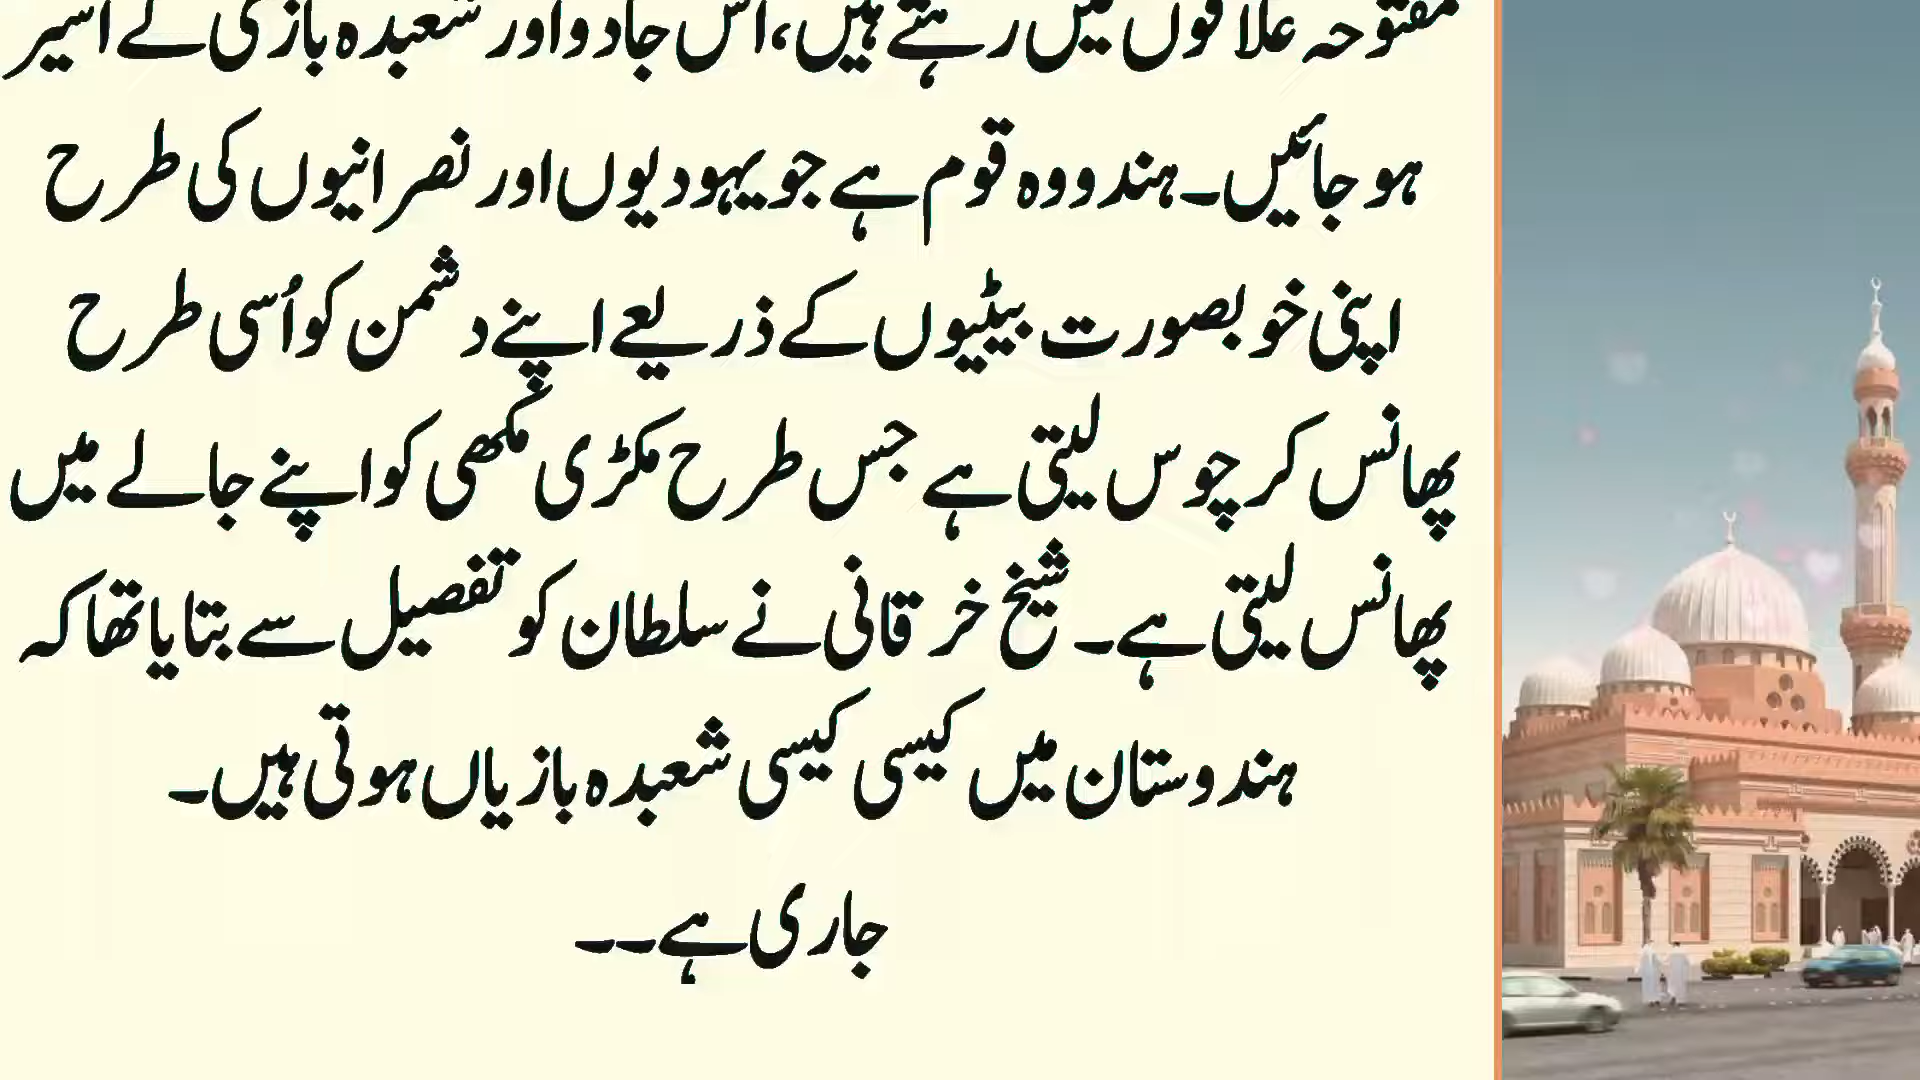 مفتوحہ علاقوں میں رہتے ہیں، اس جادو اور شعبدہ بازی کے اسیر
ہو جائیں۔ ہندو وہ قوم ہے جو یہودیوں اور نصرانیوں کی طرح
اپنی خوبصورت بیٹیوں کے ذریعے اپنے دشمن کو اُسی طرح
پھانس کر چوس لیتی ہے جس طرح مکڑی مکھی کو اپنے جالے میں
پھانس لیتی ہے۔ شیخ خرقانی نے سلطان کو تفصیل سے بتایا تھا کہ
ہندوستان میں کیسی کیسی شعبدہ بازیاں ہوتی ہیں۔
جاری ہے۔۔